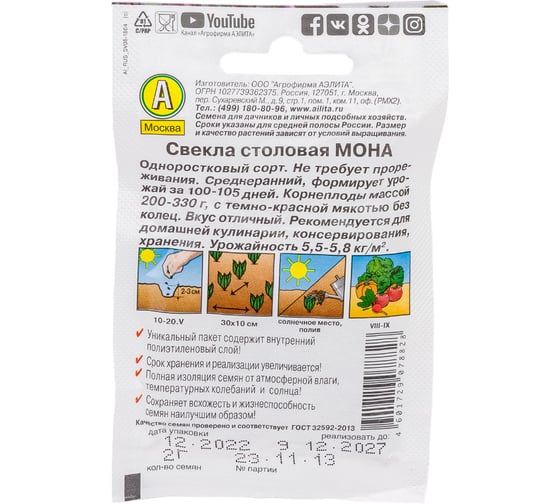 YouTube
Канал «Агрофирма АЭЛИТА»
C/PAP
А
Москва
Изготовитель: ООО "Агрофирма АЭЛИТА".
ОГРН 1027739362375. Россия, 127051, г. Москва,
пер. Сухаревский М., д.9, стр.1, пом. 1, ком.11, оф. (РМХ2).
Тел.: (499) 180-80-96, www.ailita.ru
Семена для дачников и личных подсобных хозяйств.
Сроки указаны для средней полосы России. Размер
и качество растений зависят от условий выращивания.
Свекла столовая МОНА
Одноростковый сорт. Не требует проре-
живания. Среднеранний, формирует уро-
жай за 100-105 дней. Корнеплоды массой
200-330 г, с темно-красной мякотью без
колец. Вкус отличный. Рекомендуется для
домашней кулинарии, консервирования,
хранения. Урожайность 5,5-5,8 кг/м².
2-3 см
10-20.V
30x10 см
солнечное место,
полив
VIII-IX
✓ Уникальный пакет содержит внутренний
полиэтиленовый слой!
✓ Срок хранения и реализации увеличивается!
✓ Полная изоляция семян от атмосферной влаги,
температурных колебаний и солнца!
✓ Сохраняет всхожесть и жизнеспособность
семян наилучшим образом!
Качество семян проверено и соответствует ГОСТ 32592-2013
дата упаковки
реализовать до:
12.2022 9 12.2027
2Г 23-11-13
кол-во семян
№ партии
4601729078828